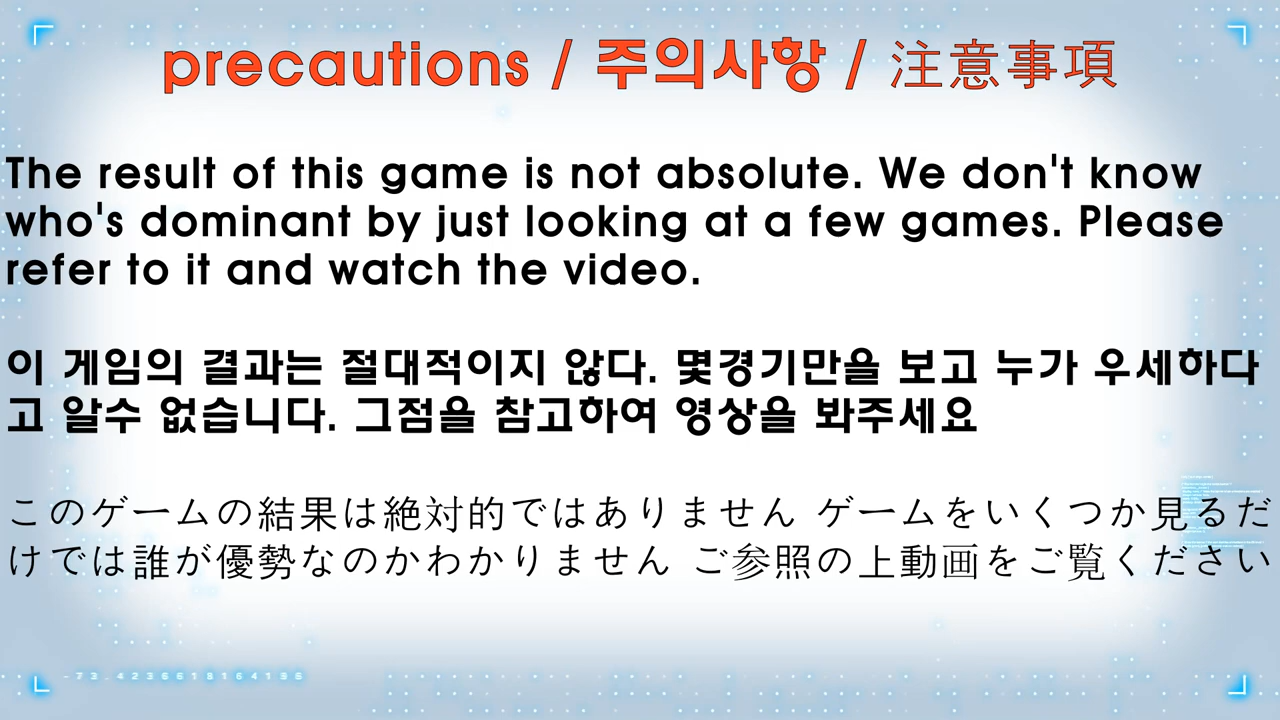 precautions / 주의사항 / 注意事項
The result of this game is not absolute. We don't know
who's dominant by just looking at a few games. Please
refer to it and watch the video.
이 게임의 결과는 절대적이지 않다. 몇경기만을 보고 누가 우세하다
고 알수 없습니다. 그점을 참고하여 영상을 봐주세요
このゲームの結果は絶対的ではありません ゲームをいくつか見るだ
けでは誰が優勢なのかわかりません ご参照の上動画をご覧ください
-73.4236618164136